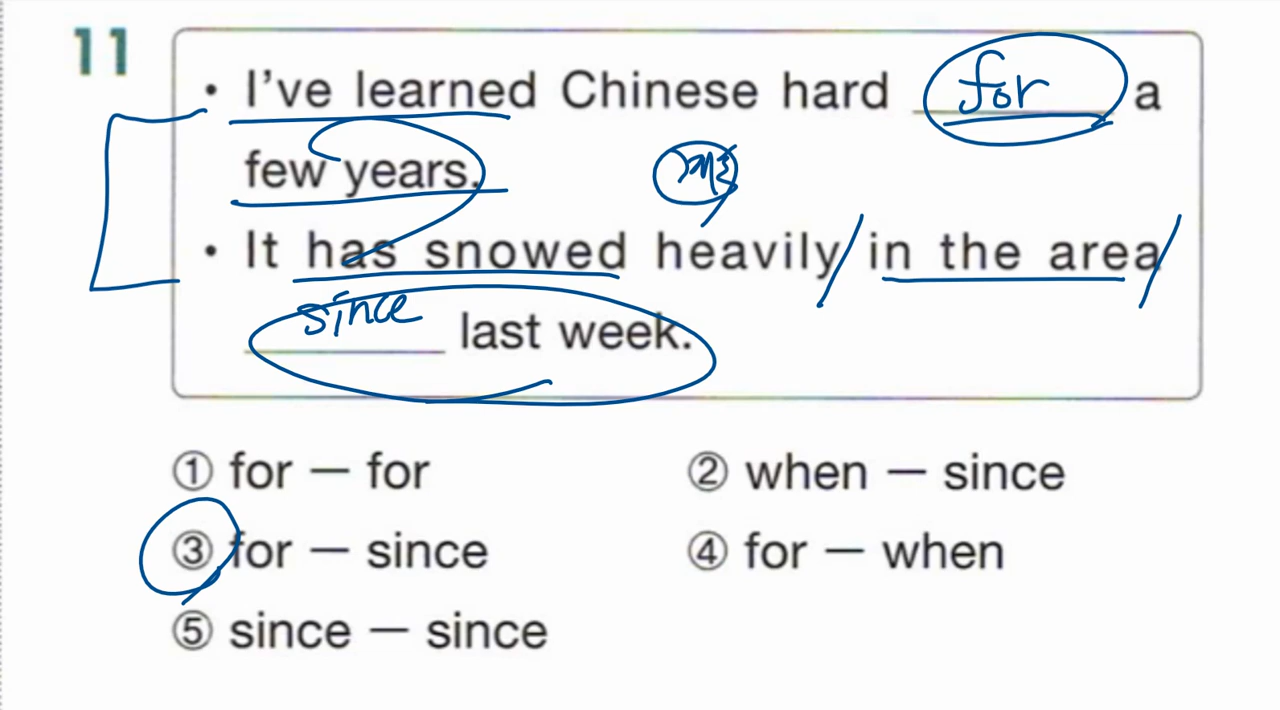 11
• I've learned Chinese hard for a
few years.
• It has snowed heavily / in the area /
since last week.
① for — for ② when — since
③ for — since ④ for — when
⑤ since — since